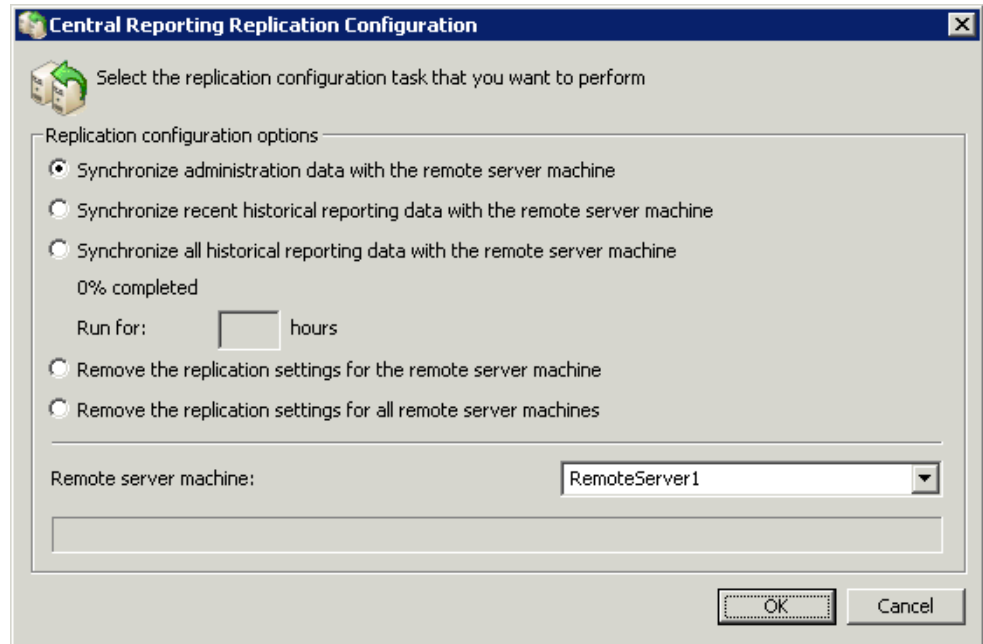 Central Reporting Replication Configuration
Select the replication configuration task that you want to perform
Replication configuration options
Synchronize administration data with the remote server machine
Synchronize recent historical reporting data with the remote server machine
Synchronize all historical reporting data with the remote server machine
0% completed
Run for: hours
Remove the replication settings for the remote server machine
Remove the replication settings for all remote server machines
Remote server machine: RemoteServer1
OK Cancel